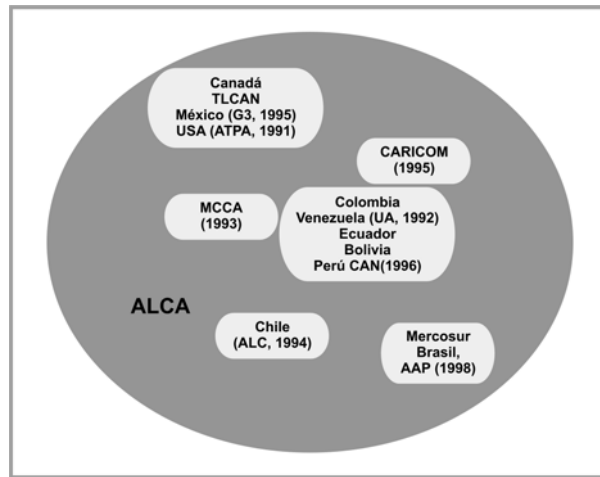 Canadá
TLCAN
México (G3, 1995)
USA (ATPA, 1991)
CARICOM
(1995)
MCCA
(1993)
Colombia
Venezuela (UA, 1992)
Ecuador
Bolivia
Perú CAN(1996)
ALCA
Chile
(ALC, 1994)
Mercosur
Brasil,
AAP (1998)